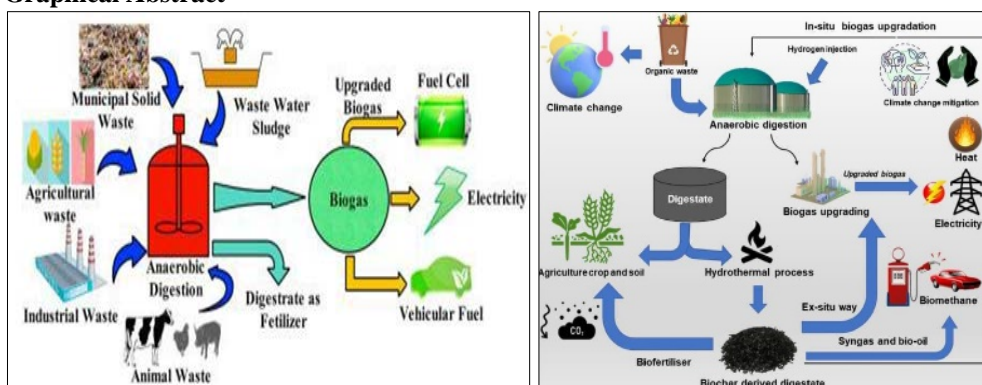 Municipal Solid
Waste
Waste Water
Sludge
Agricultural
waste
Industrial Waste
Anaerobic
Digestion
Animal Waste
Digestrate as
Fetilizer
Biogas
Upgraded
Biogas
Fuel Cell
Electricity
Vehicular Fuel
In-situ biogas upgradation
Hydrogen injection
Organic waste
Climate change
Anaerobic digestion
Climate change mitigation
Heat
Digestate
Upgraded biogas
Biogas upgrading
Electricity
Agriculture crop and soil
Hydrothermal process
Biomethane
CO₂
Ex-situ way
Syngas and bio-oil
Biofertiliser
Biochar derived digestate